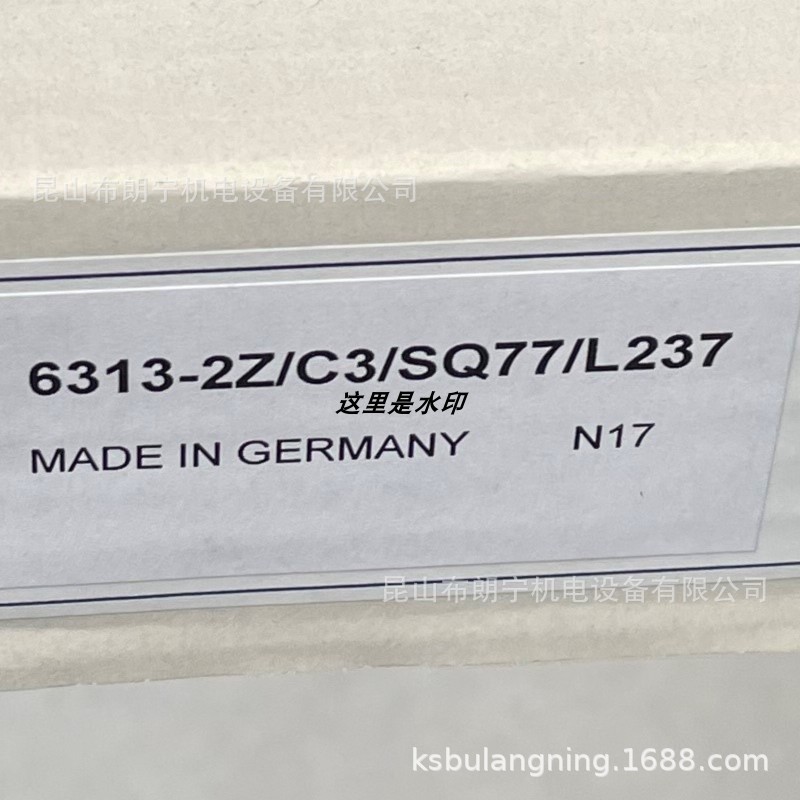 昆山布朗宁机电设备有限公司
6313-2Z/C3/SQ77/L237
这里是水印
MADE IN GERMANY N17
昆山布朗宁机电设备有限公司
ksbulangning.1688.com